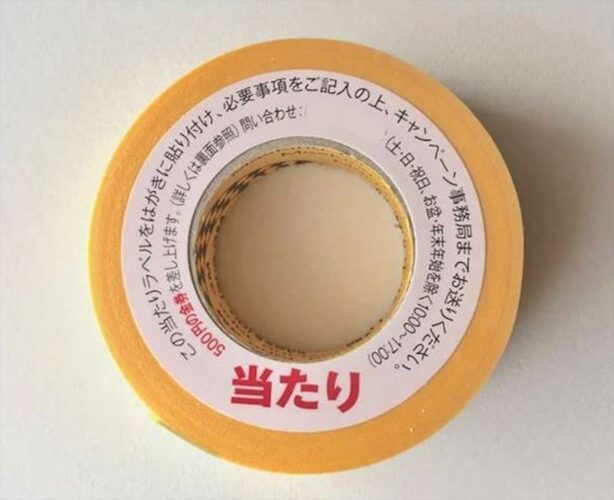 この当たりラベルをはがきに貼り付け、必要事項をご記入の上、キャンペーン事務局までお送りください。
500円の金券を差し上げます。(詳しくは裏面参照)問い合わせ:(
(土・日・祝日、お盆・年末年始を除く10:00~17:00)
当たり